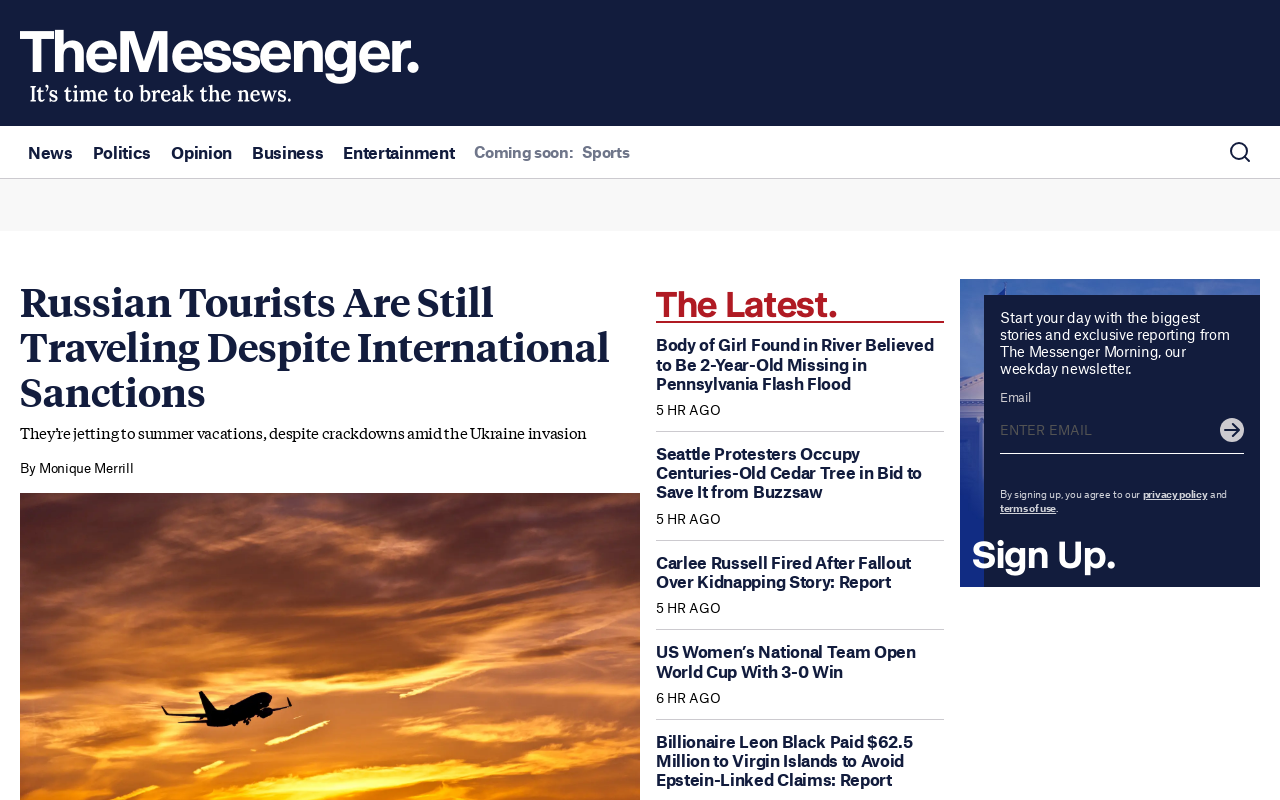 TheMessenger.
It's time to break the news.
News Politics Opinion Business Entertainment Coming soon: Sports
Russian Tourists Are Still
Traveling Despite International
Sanctions
They're jetting to summer vacations, despite crackdowns amid the Ukraine invasion
By Monique Merrill
The Latest.
Body of Girl Found in River Believed
to Be 2-Year-Old Missing in
Pennsylvania Flash Flood
5 HR AGO
Seattle Protesters Occupy
Centuries-Old Cedar Tree in Bid to
Save It from Buzzsaw
5 HR AGO
Carlee Russell Fired After Fallout
Over Kidnapping Story: Report
5 HR AGO
US Women's National Team Open
World Cup With 3-0 Win
6 HR AGO
Billionaire Leon Black Paid $62.5
Million to Virgin Islands to Avoid
Epstein-Linked Claims: Report
Start your day with the biggest
stories and exclusive reporting from
The Messenger Morning, our
weekday newsletter.
Email
ENTER EMAIL
By signing up, you agree to our privacy policy and
terms of use.
Sign Up.